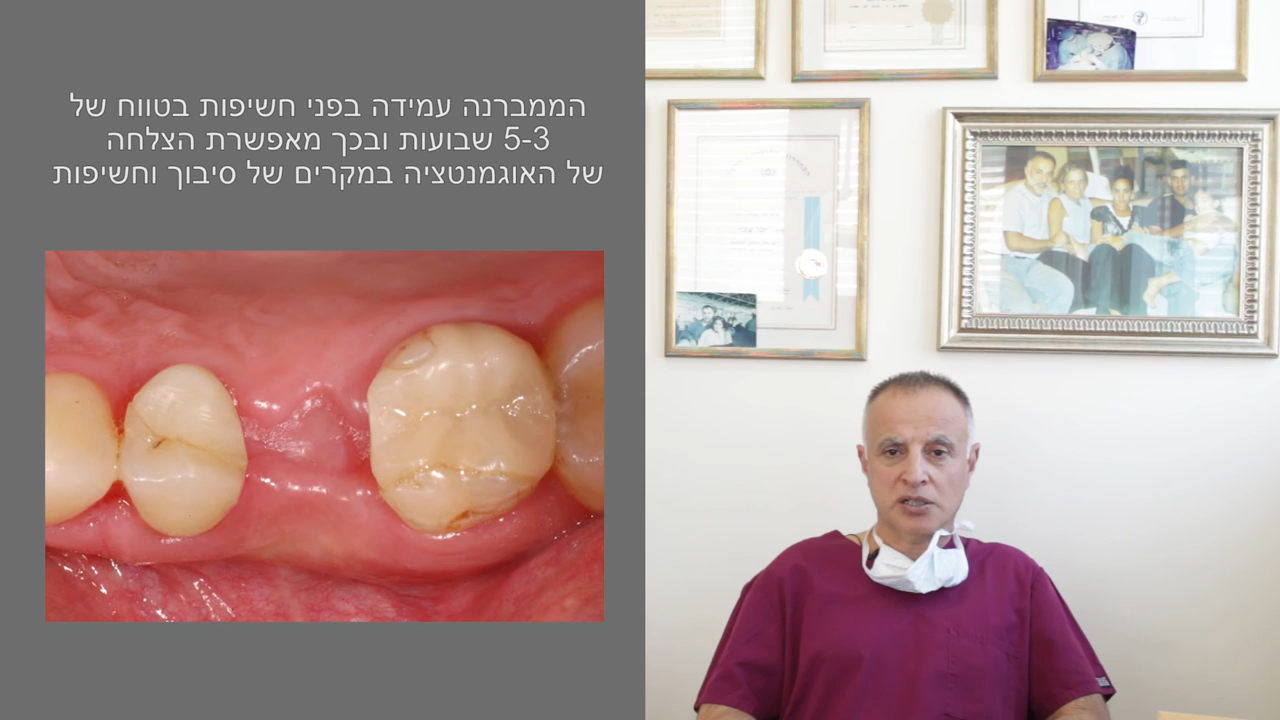 הממברנה עמידה בפני חשיפות בטווח של
5-3 שבועות ובכך מאפשרת הצלחה
של האוגמנטציה במקרים של סיבוך וחשיפות